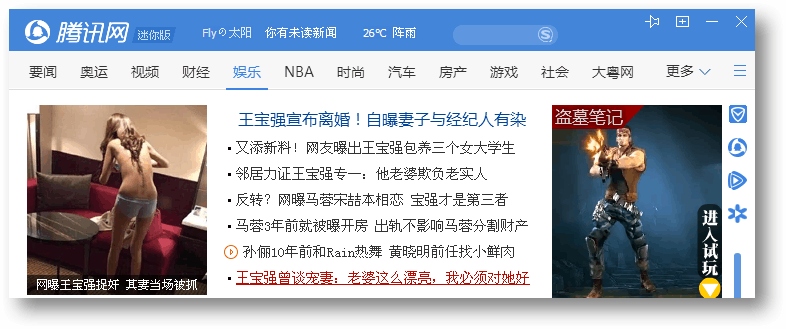 腾讯网 迷你版 Fly的太阳 你有未读新闻 26℃ 阵雨
要闻 奥运 视频 财经 娱乐 NBA 时尚 汽车 房产 游戏 社会 大粤网 更多
王宝强宣布离婚！自曝妻子与经纪人有染
又添新料！网友曝出王宝强包养三个女大学生
邻居力证王宝强专一：他老婆欺负老实人
反转？网曝马蓉宋喆本相恋 宝强才是第三者
马蓉3年前就被曝开房 出轨不影响马蓉分割财产
孙俪10年前和Rain热舞 黄晓明前任找小鲜肉
王宝强曾谈宠妻：老婆这么漂亮，我必须对她好
网曝王宝强捉奸 其妻当场被抓
盗墓笔记
进入试玩